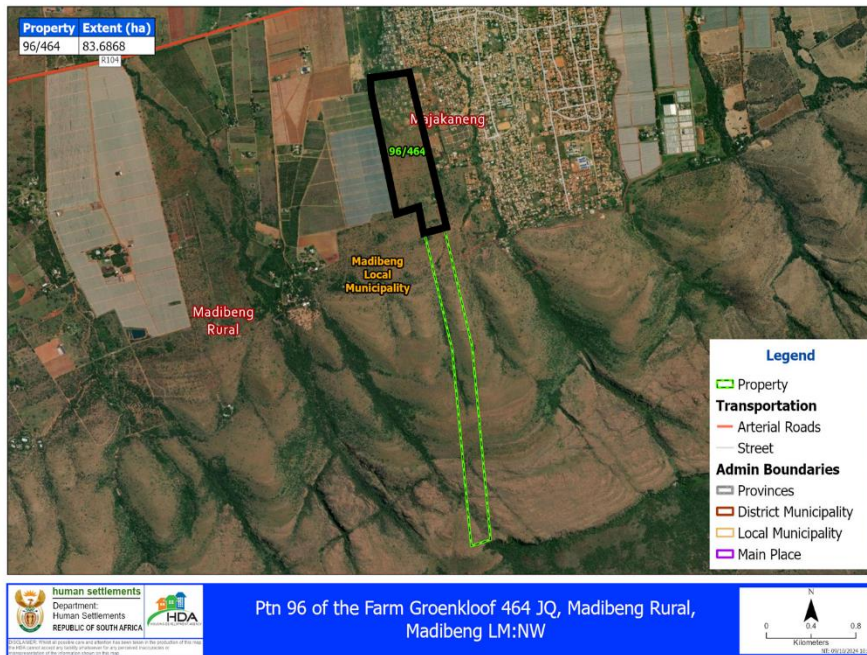 Property Extent (ha)
96/464 83.6868
R104
Majakaneng
96/464
Madibeng
Local
Municipality
Madibeng
Rural
Legend
Property
Transportation
Arterial Roads
Street
Admin Boundaries
Provinces
District Municipality
Local Municipality
Main Place
human settlements
Department:
Human Settlements
REPUBLIC OF SOUTH AFRICA
HDA
Ptn 96 of the Farm Groenkloof 464 JQ, Madibeng Rural,
Madibeng LM:NW
N
0 0.4 0.8
Kilometers